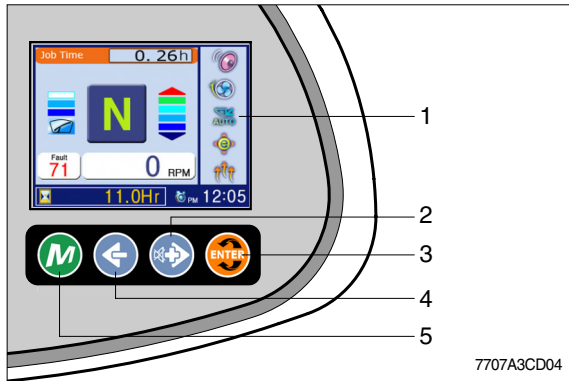 Job Time 0.26h
AUTO
N
e
Fault
71
0 RPM
11.0Hr PM 12:05
M
ENTER
1
2
3
4
5
7707A3CD04